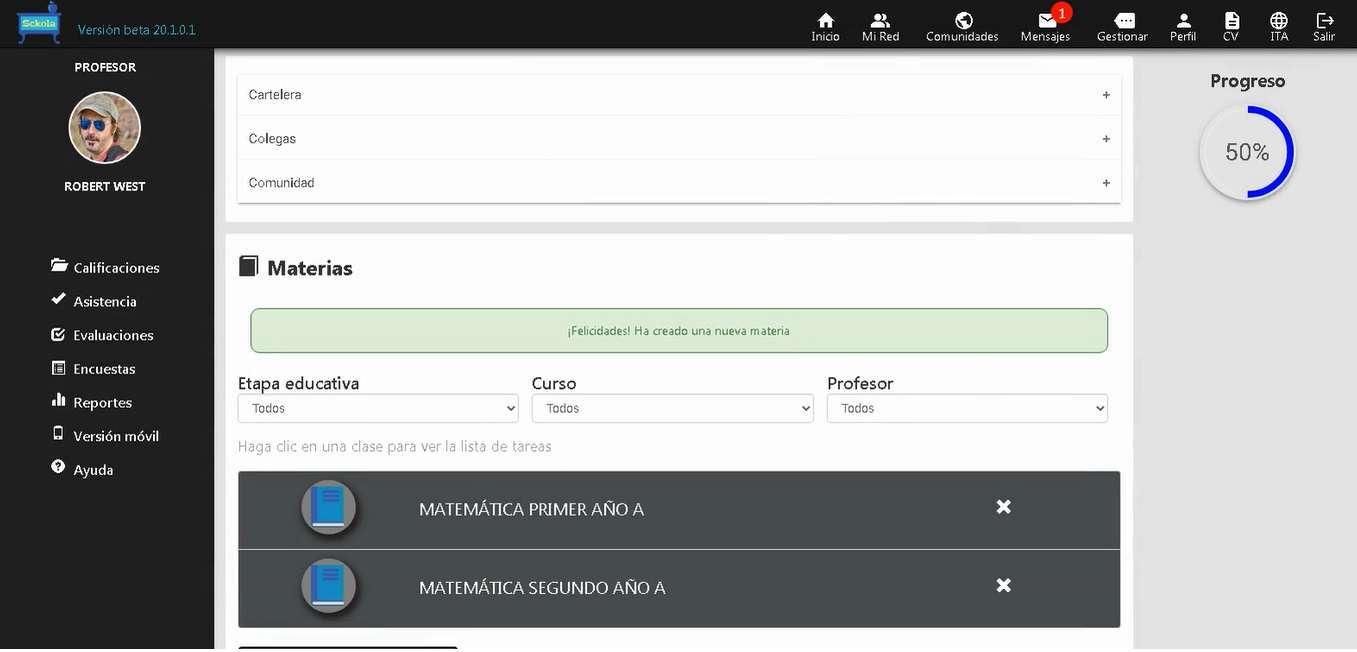 Sckola
Versión beta 20.1.0.1
1
Inicio
Mi Red
Comunidades
Mensajes
Gestionar
Perfil
CV
ITA
Salir
PROFESOR
ROBERT WEST
Calificaciones
Asistencia
Evaluaciones
Encuestas
Reportes
Versión móvil
Ayuda
Cartelera +
Colegas +
Comunidad +
Materias
¡Felicidades! Ha creado una nueva materia
Etapa educativa
Todos
Curso
Todos
Profesor
Todos
Haga clic en una clase para ver la lista de tareas
MATEMÁTICA PRIMER AÑO A
MATEMÁTICA SEGUNDO AÑO A
Progreso
50%